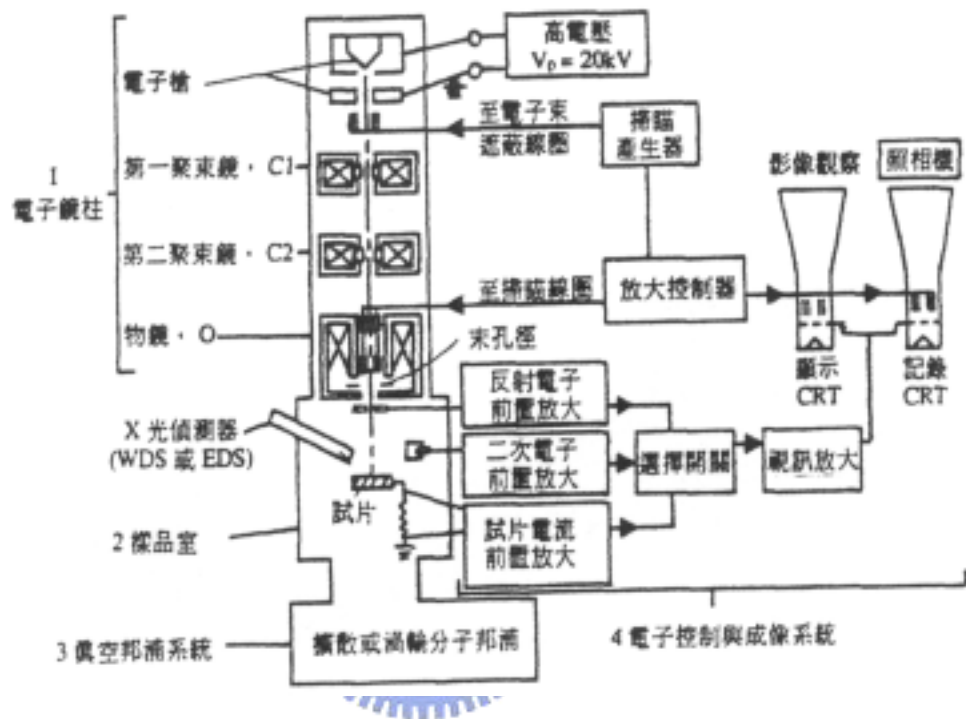 高電壓
Vp = 20kV
電子槍
至電子束
遮蔽線圈
掃瞄
產生器
影像觀察
照相機
第一聚束鏡，C1
I
電子鏡柱
第二聚束鏡，C2
至掃瞄線圈
放大控制器
物鏡，O
末孔徑
顯示
CRT
記錄
CRT
反射電子
前置放大
X 光偵測器
(WDS 或 EDS)
二次電子
前置放大
選擇開關
視訊放大
試片
試片電流
前置放大
2 樣品室
3 真空邦浦系統
擴散或渦輪分子邦浦
4 電子控制與成像系統